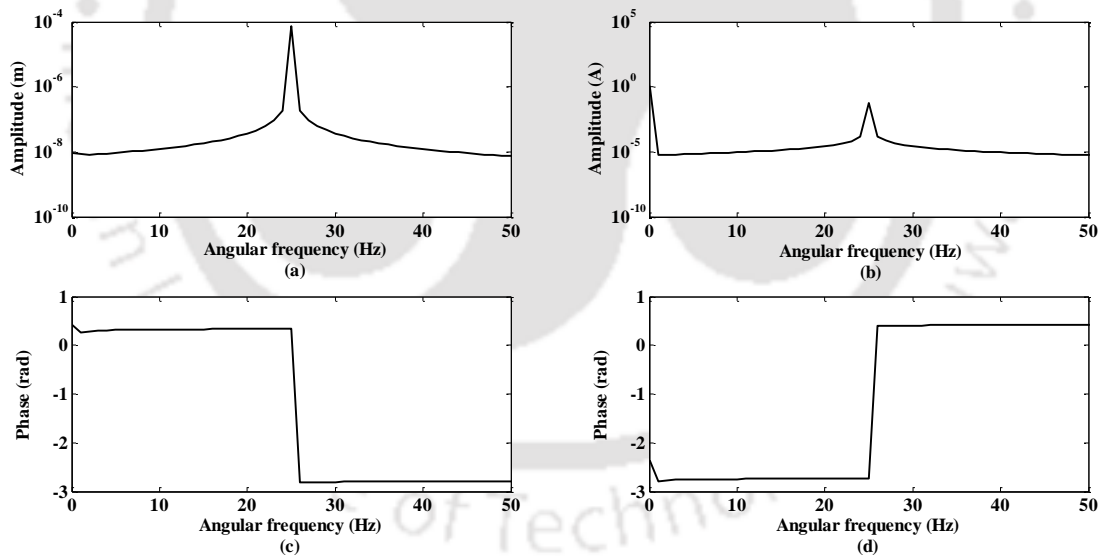 10^-4
10^-6
10^-8
10^-10
Amplitude (m)
0 10 20 30 40 50
Angular frequency (Hz)
(a)
10^5
10^0
10^-5
10^-10
Amplitude (A)
0 10 20 30 40 50
Angular frequency (Hz)
(b)
1
0
-1
-2
-3
Phase (rad)
0 10 20 30 40 50
Angular frequency (Hz)
(c)
1
0
-1
-2
-3
Phase (rad)
0 10 20 30 40 50
Angular frequency (Hz)
(d)
of Techno